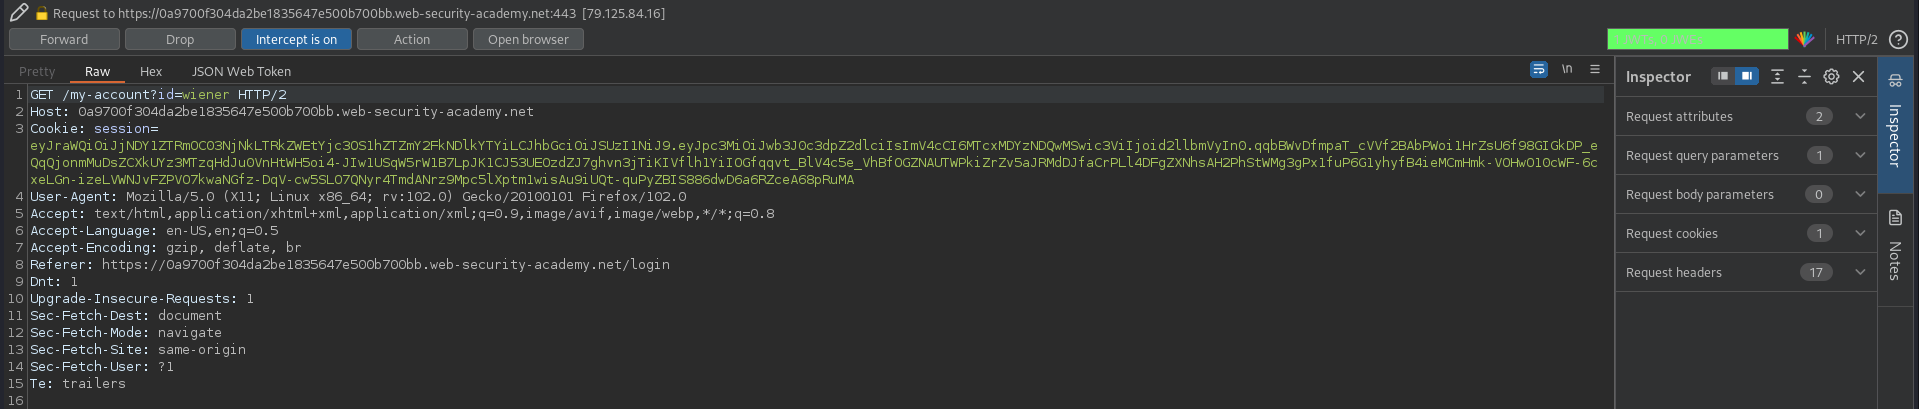 Request to https://0a9700f304da2be1835647e500b700bb.web-security-academy.net:443 [79.125.84.16]
Forward Drop Intercept is on Action Open browser HTTP/2
Pretty Raw Hex JSON Web Token \n
Inspector
1 GET /my-account?id=wiener HTTP/2
2 Host: 0a9700f304da2be1835647e500b700bb.web-security-academy.net
3 Cookie: session=
eyJraWQiOiJjNDY1ZTRmOC03NjNkLTRkZWEtYjc3OS1hZTZmY2FkNDlkYTYiLCJhbGciOiJSUzI1NiJ9.eyJpc3MiOiJwb3J0c3dpZ2dlciIsImV4cCI6MTcxMDYzNDQwMSwic3ViIjoid2llbmVyIn0.qqbBWvDfmpaT_cVVf2BAbPWoi1HrZsU6f98GIGkDP_e
QqQjonmMuDsZCXkUYz3MTzqHdJu0VnHtWH5oi4-JIw1USqW5rW1B7LpJK1CJ53UEOzdZJ7ghvn3jTiKIVflh1YiIOGfqqvt_BlV4c5e_VhBfOGZNAUTWPkiZrZv5aJRMdDJfaCrPLl4DFgZXNhsAH2PhStWMg3gPx1fuP6G1yhyfB4ieMCmHmk-VOHwO1OcWF-6c
xeLGn-izeLVWNJvFZPVO7kwaNGfz-DqV-cw5SLO7QNyr4TmdANrz9Mpc5lXptm1wisAu9iUQt-quPyZBIS886dwD6a6RZceA68pRuMA
4 User-Agent: Mozilla/5.0 (X11; Linux x86_64; rv:102.0) Gecko/20100101 Firefox/102.0
5 Accept: text/html,application/xhtml+xml,application/xml;q=0.9,image/avif,image/webp,*/*;q=0.8
6 Accept-Language: en-US,en;q=0.5
7 Accept-Encoding: gzip, deflate, br
8 Referer: https://0a9700f304da2be1835647e500b700bb.web-security-academy.net/login
9 Dnt: 1
10 Upgrade-Insecure-Requests: 1
11 Sec-Fetch-Dest: document
12 Sec-Fetch-Mode: navigate
13 Sec-Fetch-Site: same-origin
14 Sec-Fetch-User: ?1
15 Te: trailers
16
Request attributes 2
Request query parameters 1
Request body parameters 0
Request cookies 1
Request headers 17
Inspector
Notes